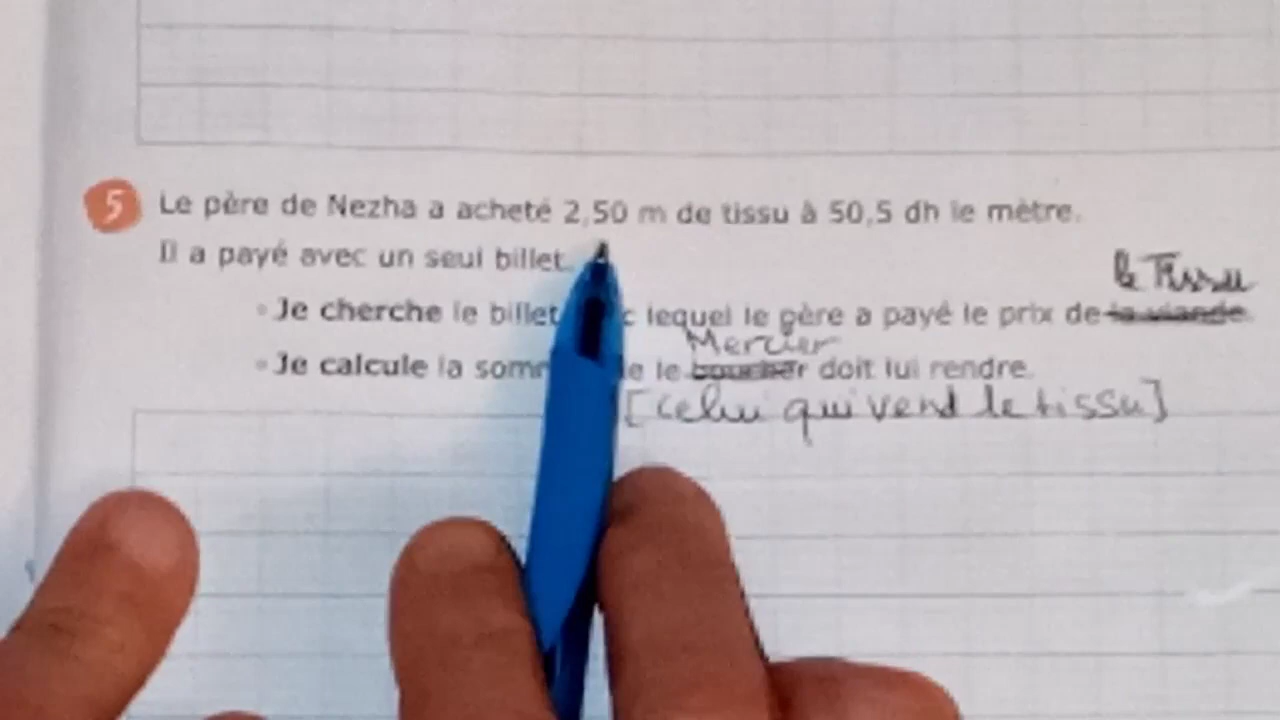 5 Le père de Nezha a acheté 2,50 m de tissu à 50,5 dh le mètre.
Il a payé avec un seul billet.
le Tissu
• Je cherche le billet c lequel le père a payé le prix de la viande.
Mercier
• Je calcule la som e le boucher doit lui rendre.
[celui qui vend le tissu]